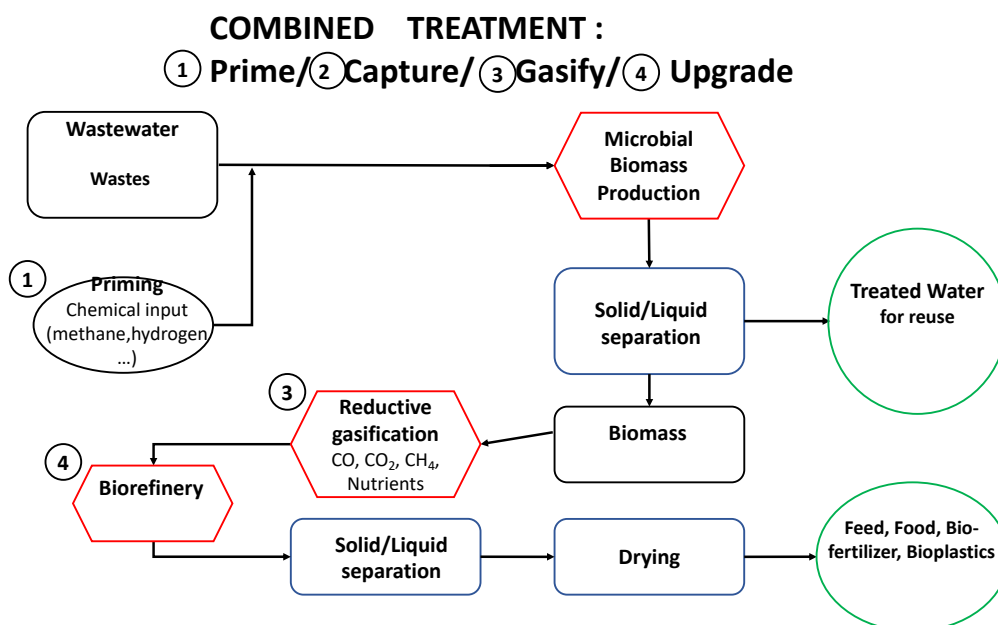 COMBINED TREATMENT :
1 Prime/ 2 Capture/ 3 Gasify/ 4 Upgrade
Wastewater
Wastes
Microbial
Biomass
Production
1
Priming
Chemical input
(methane,hydrogen
...)
Solid/Liquid
separation
Treated Water
for reuse
3
Reductive
gasification
CO, CO₂, CH₄,
Nutrients
Biomass
4
Biorefinery
Solid/Liquid
separation
Drying
Feed, Food, Bio-
fertilizer, Bioplastics